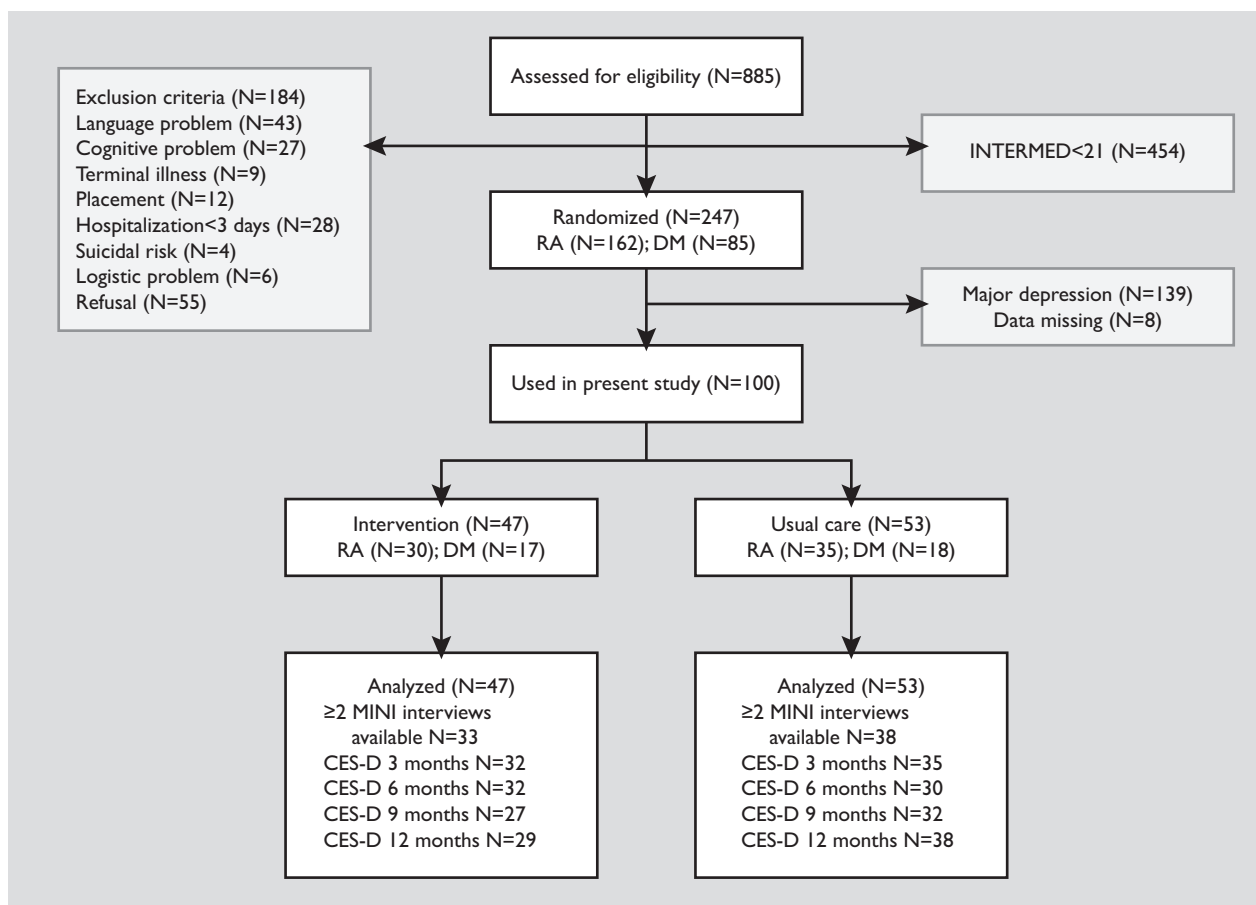 Assessed for eligibility (N=885)
Exclusion criteria (N=184)
Language problem (N=43)
Cognitive problem (N=27)
Terminal illness (N=9)
Placement (N=12)
Hospitalization<3 days (N=28)
Suicidal risk (N=4)
Logistic problem (N=6)
Refusal (N=55)
INTERMED<21 (N=454)
Randomized (N=247)
RA (N=162); DM (N=85)
Major depression (N=139)
Data missing (N=8)
Used in present study (N=100)
Intervention (N=47)
RA (N=30); DM (N=17)
Usual care (N=53)
RA (N=35); DM (N=18)
Analyzed (N=47)
≥2 MINI interviews
available N=33
CES-D 3 months N=32
CES-D 6 months N=32
CES-D 9 months N=27
CES-D 12 months N=29
Analyzed (N=53)
≥2 MINI interviews
available N=38
CES-D 3 months N=35
CES-D 6 months N=30
CES-D 9 months N=32
CES-D 12 months N=38